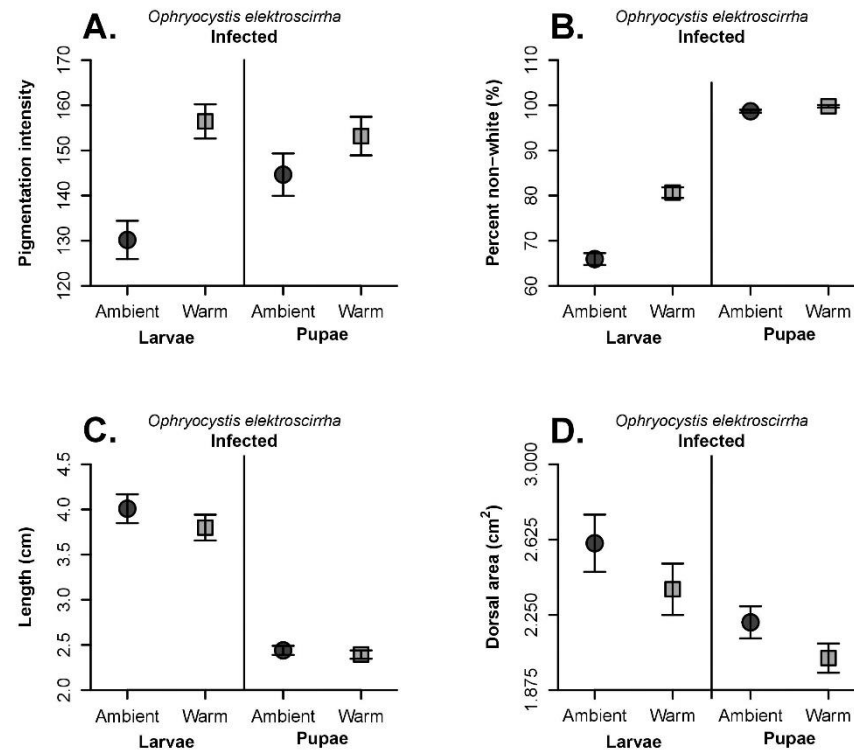 A.
Ophryocystis elektroscirrha
Infected
Pigmentation intensity
170
160
150
140
130
120
Ambient Warm Ambient Warm
Larvae Pupae
B.
Ophryocystis elektroscirrha
Infected
Percent non−white (%)
110
100
90
80
70
60
Ambient Warm Ambient Warm
Larvae Pupae
C.
Ophryocystis elektroscirrha
Infected
Length (cm)
4.5
4.0
3.5
3.0
2.5
2.0
Ambient Warm Ambient Warm
Larvae Pupae
D.
Ophryocystis elektroscirrha
Infected
Dorsal area (cm²)
3.000
2.625
2.250
1.875
Ambient Warm Ambient Warm
Larvae Pupae